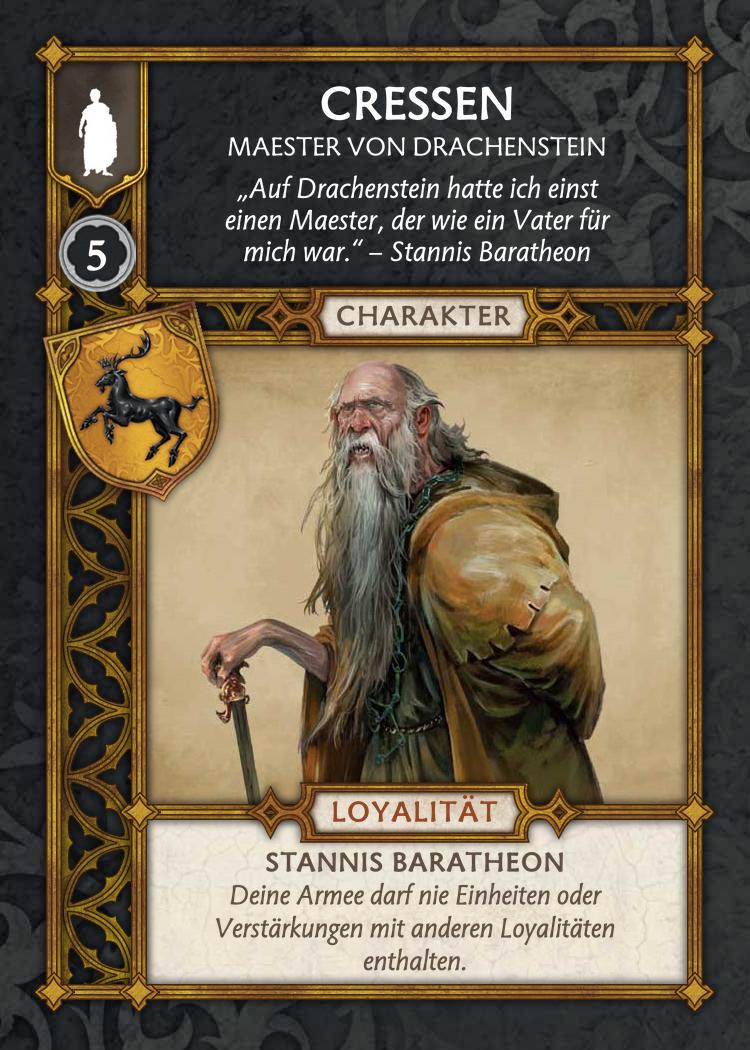 CRESSEN
MAESTER VON DRACHENSTEIN
„Auf Drachenstein hatte ich einst
einen Maester, der wie ein Vater für
mich war.“ – Stannis Baratheon
5
CHARAKTER
LOYALITÄT
STANNIS BARATHEON
Deine Armee darf nie Einheiten oder
Verstärkungen mit anderen Loyalitäten
enthalten.